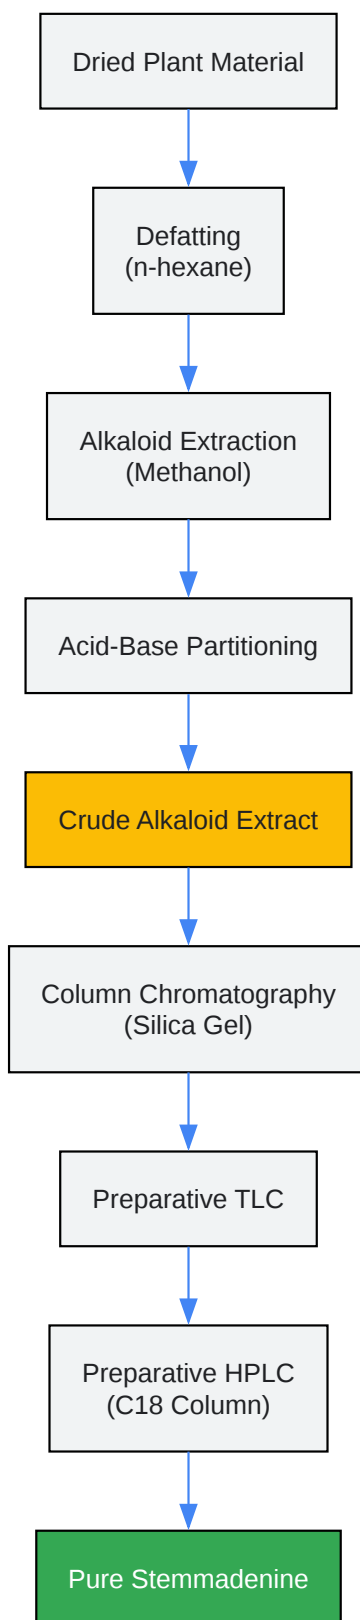 Dried Plant Material
Defatting
(n-hexane)
Alkaloid Extraction
(Methanol)
Acid-Base Partitioning
Crude Alkaloid Extract
Column Chromatography
(Silica Gel)
Preparative TLC
Preparative HPLC
(C18 Column)
Pure Stemmadenine